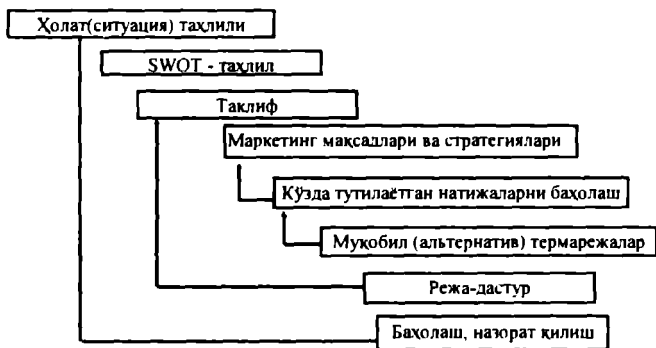 Ҳолат(ситуация) таҳлили
SWOT - таҳлил
Таклиф
Маркетинг мақсадлари ва стратегиялари
Кўзда тутилаётган натижаларни баҳолаш
Муқобил (альтернатив) термарежалар
Режа-дастур
Баҳолаш, назорат қилиш